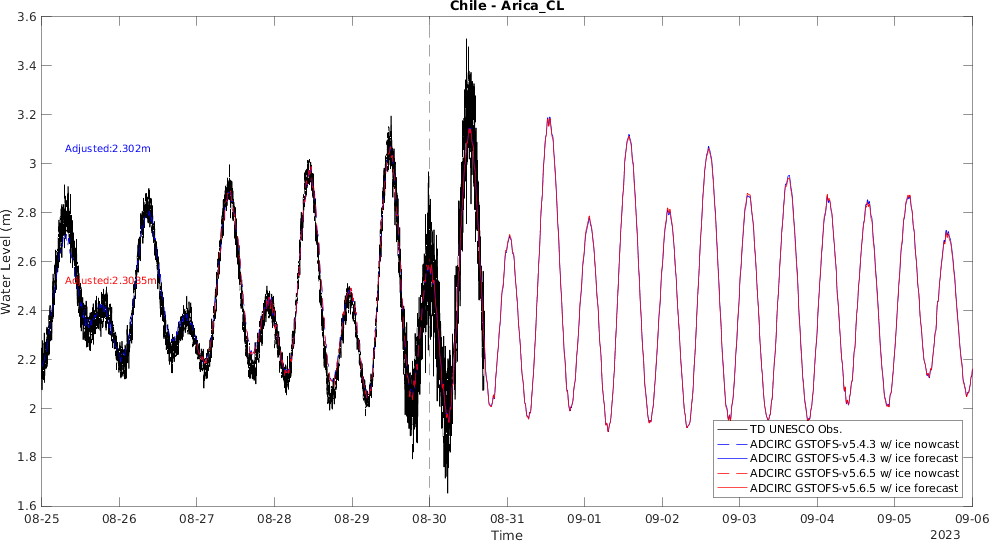 Chile - Arica_CL
3.6
3.4
3.2
3
2.8
2.6
2.4
2.2
2
1.8
1.6
Water Level (m)
Adjusted:2.302m
Adjusted:2.3035m
TD UNESCO Obs.
ADCIRC GSTOFS-v5.4.3 w/ ice nowcast
ADCIRC GSTOFS-v5.4.3 w/ ice forecast
ADCIRC GSTOFS-v5.6.5 w/ ice nowcast
ADCIRC GSTOFS-v5.6.5 w/ ice forecast
08-25 08-26 08-27 08-28 08-29 08-30 08-31 09-01 09-02 09-03 09-04 09-05 09-06
Time
2023